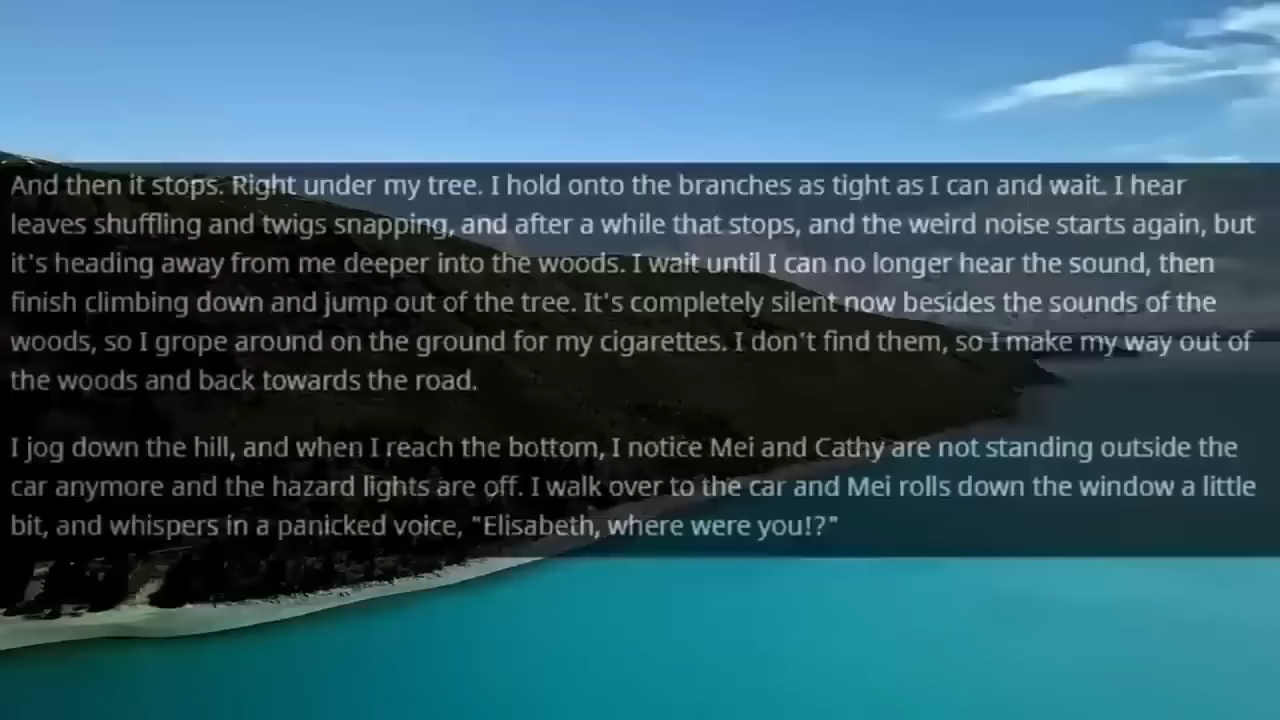 And then it stops. Right under my tree. I hold onto the branches as tight as I can and wait. I hear
leaves shuffling and twigs snapping, and after a while that stops, and the weird noise starts again, but
it's heading away from me deeper into the woods. I wait until I can no longer hear the sound, then
finish climbing down and jump out of the tree. It's completely silent now besides the sounds of the
woods, so I grope around on the ground for my cigarettes. I don't find them, so I make my way out of
the woods and back towards the road.
I jog down the hill, and when I reach the bottom, I notice Mei and Cathy are not standing outside the
car anymore and the hazard lights are off. I walk over to the car and Mei rolls down the window a little
bit, and whispers in a panicked voice, "Elisabeth, where were you!?"